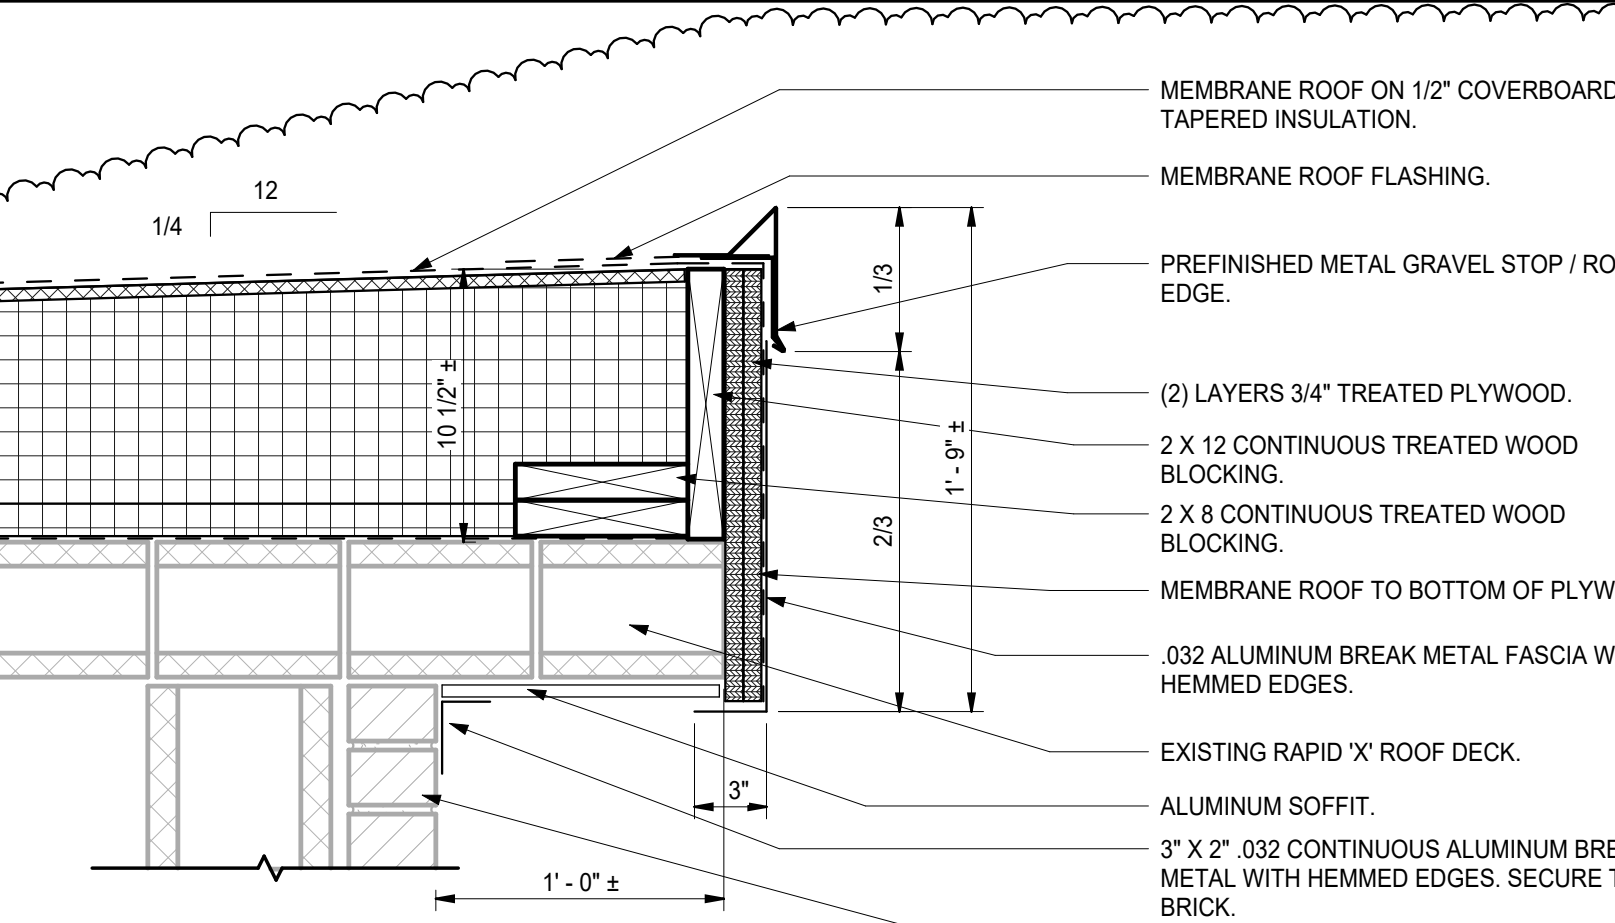 MEMBRANE ROOF ON 1/2" COVERBOARD
TAPERED INSULATION.
MEMBRANE ROOF FLASHING.
12
1/4
PREFINISHED METAL GRAVEL STOP /
EDGE.
1/3
(2) LAYERS 3/4" TREATED PLYWOOD.
10 1/2" ±
1' - 9" ±
2 X 12 CONTINUOUS TREATED WOOD
BLOCKING.
2 X 8 CONTINUOUS TREATED WOOD
BLOCKING.
2/3
MEMBRANE ROOF TO BOTTOM OF
.032 ALUMINUM BREAK METAL FASCIA
HEMMED EDGES.
EXISTING RAPID 'X' ROOF DECK.
3"
ALUMINUM SOFFIT.
3" X 2" .032 CONTINUOUS ALUMINUM
METAL WITH HEMMED EDGES. SECURE
BRICK.
1' - 0" ±